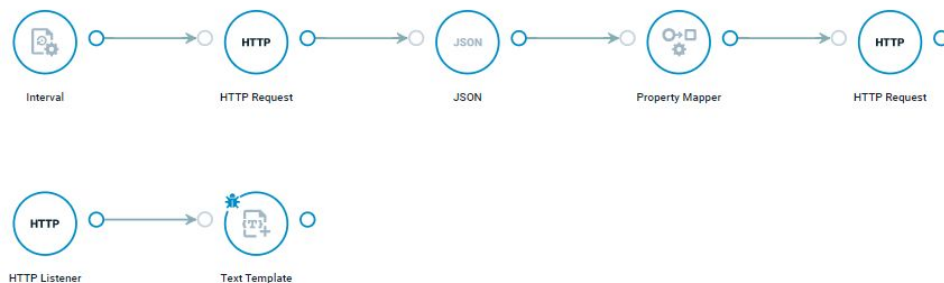 HTTP
JSON
HTTP
Interval
HTTP Request
JSON
Property Mapper
HTTP Request
HTTP
{T}
HTTP Listener
Text Template